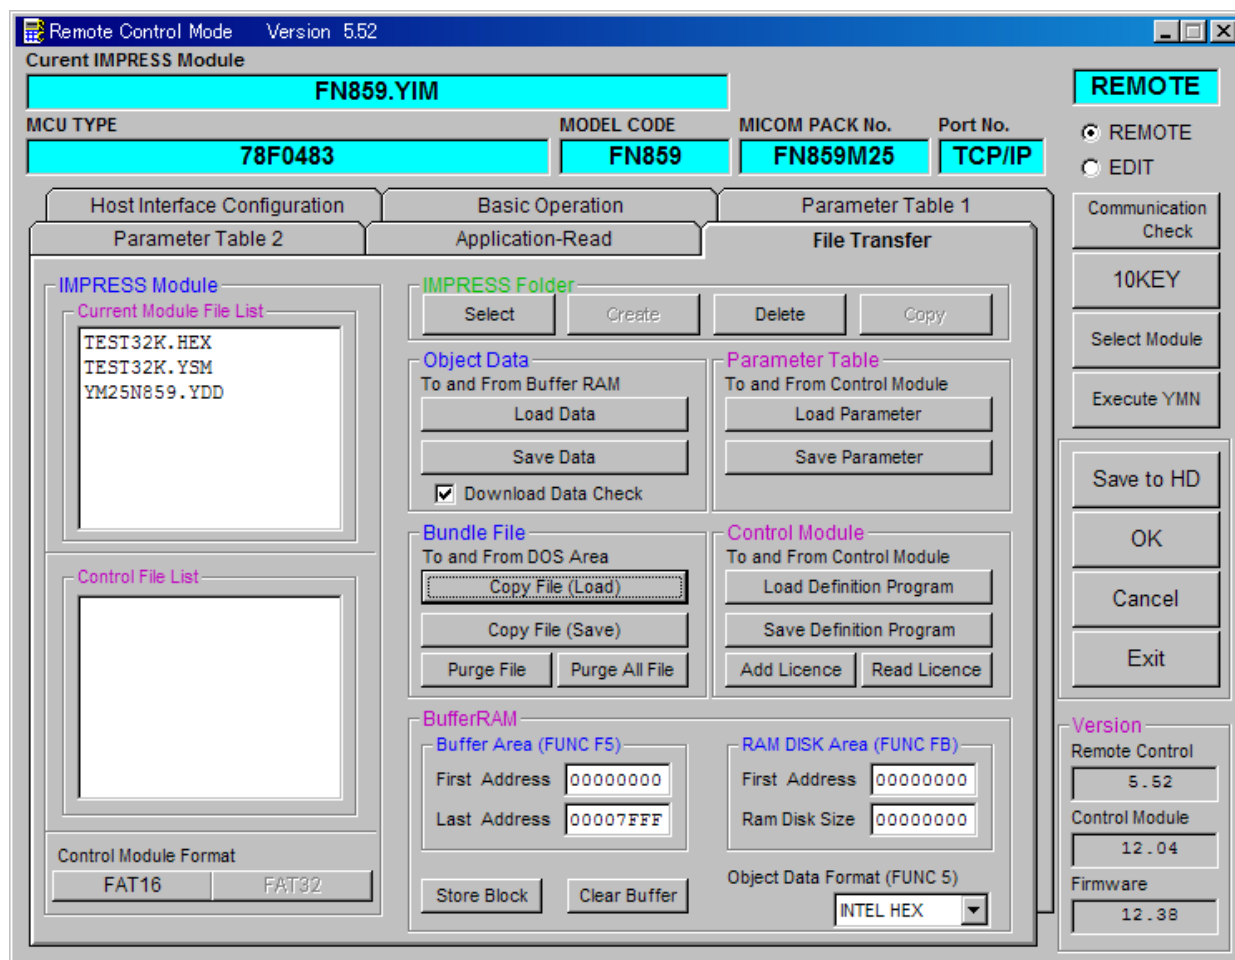 Remote Control Mode Version 5.52
Curent IMPRESS Module
FN859.YIM
REMOTE
MCU TYPE MODEL CODE MICOM PACK No. Port No.
78F0483 FN859 FN859M25 TCP/IP
REMOTE
EDIT
Host Interface Configuration Basic Operation Parameter Table 1
Parameter Table 2 Application-Read File Transfer
Communication
Check
10KEY
Select Module
Execute YMN
Save to HD
OK
Cancel
Exit
IMPRESS Module
Current Module File List
TEST32K.HEX
TEST32K.YSM
YM25N859.YDD
Control File List
Control Module Format
FAT16 FAT32
IMPRESS Folder
Select Create Delete Copy
Object Data
To and From Buffer RAM
Load Data
Save Data
Download Data Check
Parameter Table
To and From Control Module
Load Parameter
Save Parameter
Bundle File
To and From DOS Area
Copy File (Load)
Copy File (Save)
Purge File Purge All File
Control Module
To and From Control Module
Load Definition Program
Save Definition Program
Add Licence Read Licence
BufferRAM
Buffer Area (FUNC F5)
First Address 00000000
Last Address 00007FFF
RAM DISK Area (FUNC FB)
First Address 00000000
Ram Disk Size 00000000
Store Block Clear Buffer
Object Data Format (FUNC 5)
INTEL HEX
Version
Remote Control
5.52
Control Module
12.04
Firmware
12.38